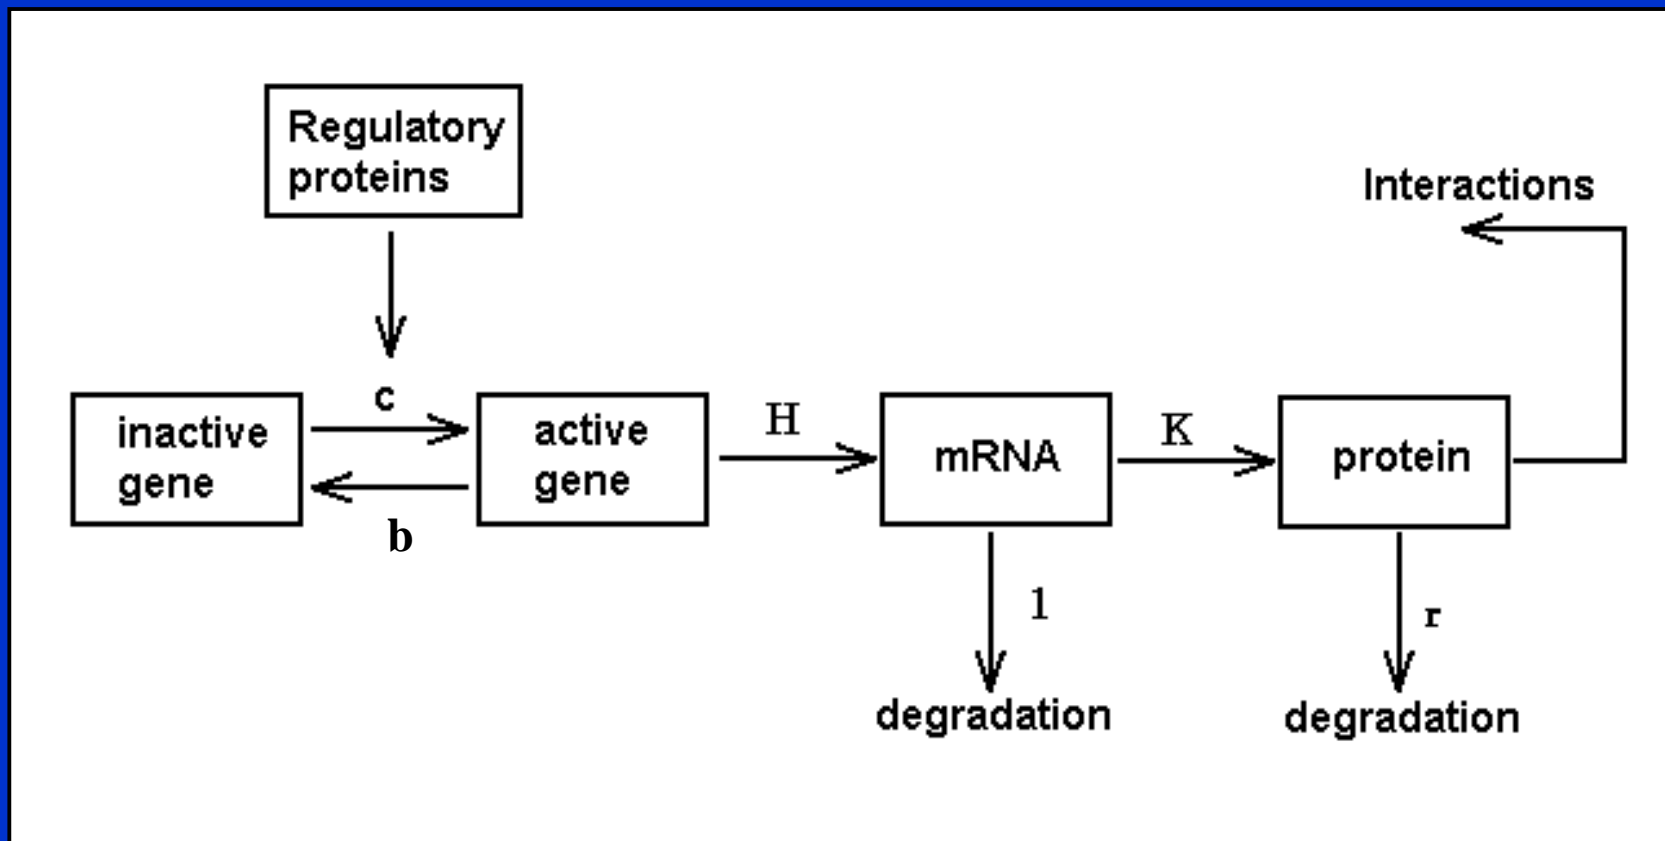 Regulatory
proteins
Interactions
c
inactive
gene
active
gene
H
mRNA
K
protein
b
1
r
degradation
degradation